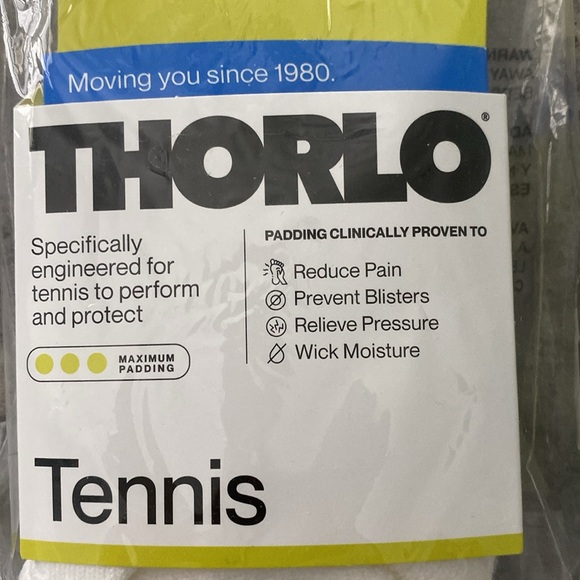 Moving you since 1980.
THORLO®
Specifically
engineered for
tennis to perform
and protect
MAXIMUM
PADDING
PADDING CLINICALLY PROVEN TO
Reduce Pain
Prevent Blisters
Relieve Pressure
Wick Moisture
Tennis